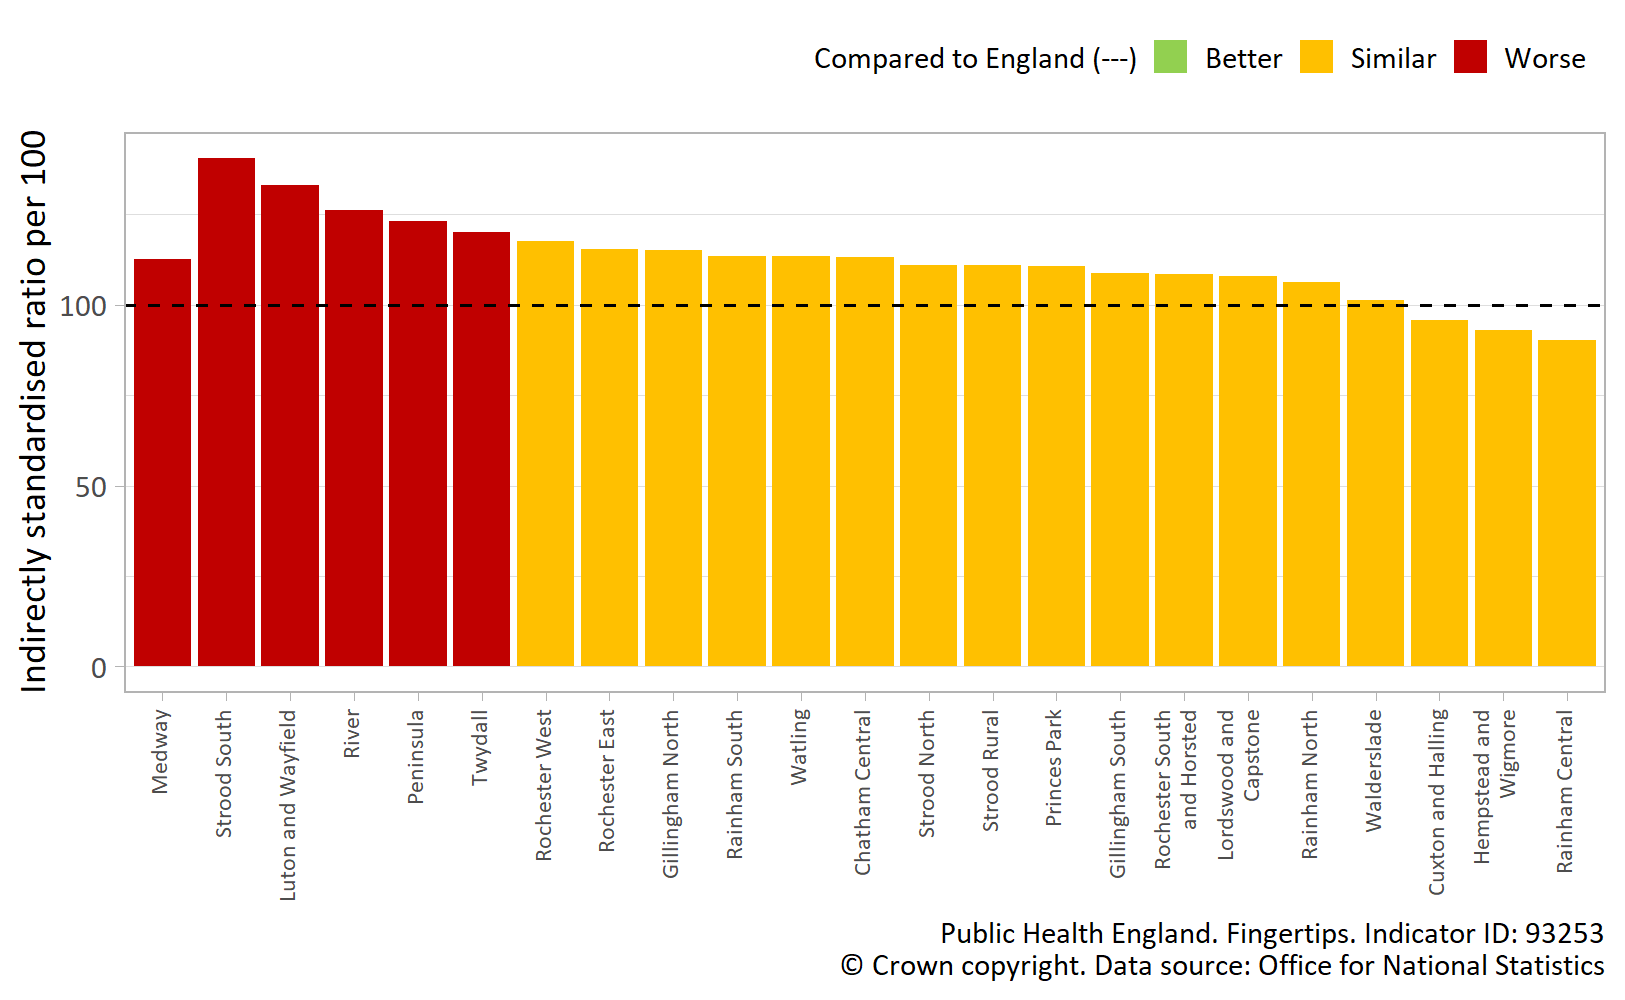 Compared to England (---) Better Similar Worse
Indirectly standardised ratio per 100
100
50
0
Medway
Strood South
Luton and Wayfield
River
Peninsula
Twydall
Rochester West
Rochester East
Gillingham North
Rainham South
Watling
Chatham Central
Strood North
Strood Rural
Princes Park
Gillingham South
Rochester South
and Horsted
Lordswood and
Capstone
Rainham North
Walderslade
Cuxton and Halling
Hempstead and
Wigmore
Rainham Central
Public Health England. Fingertips. Indicator ID: 93253
© Crown copyright. Data source: Office for National Statistics